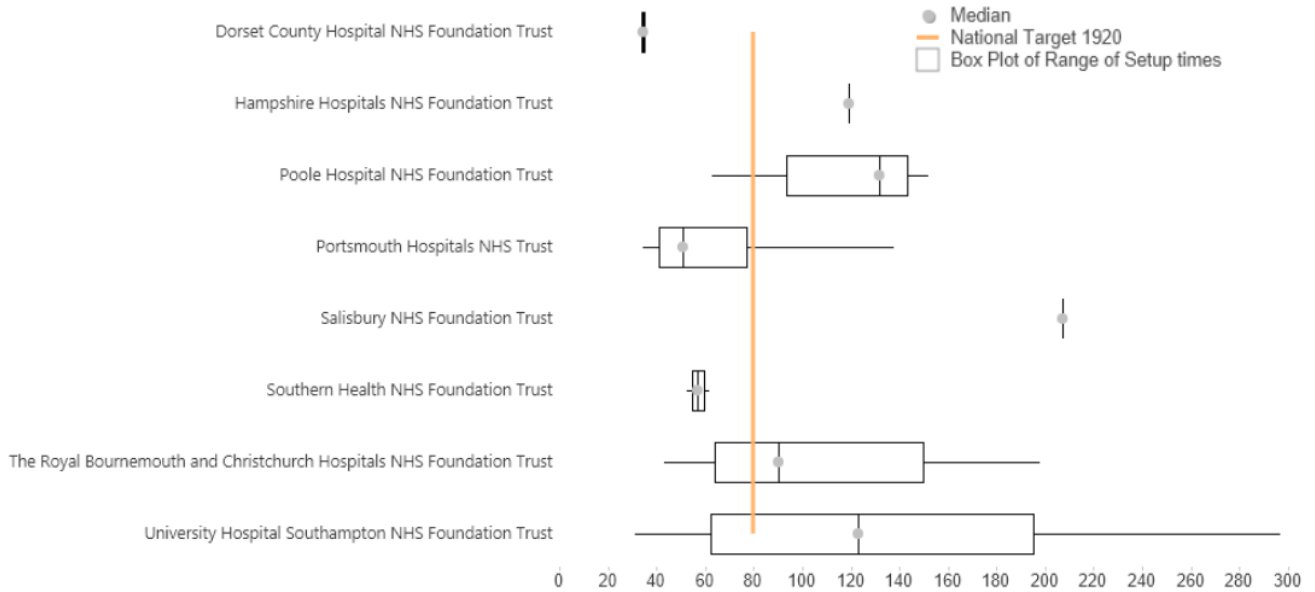 Median
National Target 1920
Box Plot of Range of Setup times
Dorset County Hospital NHS Foundation Trust
Hampshire Hospitals NHS Foundation Trust
Poole Hospital NHS Foundation Trust
Portsmouth Hospitals NHS Trust
Salisbury NHS Foundation Trust
Southern Health NHS Foundation Trust
The Royal Bournemouth and Christchurch Hospitals NHS Foundation Trust
University Hospital Southampton NHS Foundation Trust
0 20 40 60 80 100 120 140 160 180 200 220 240 260 280 300